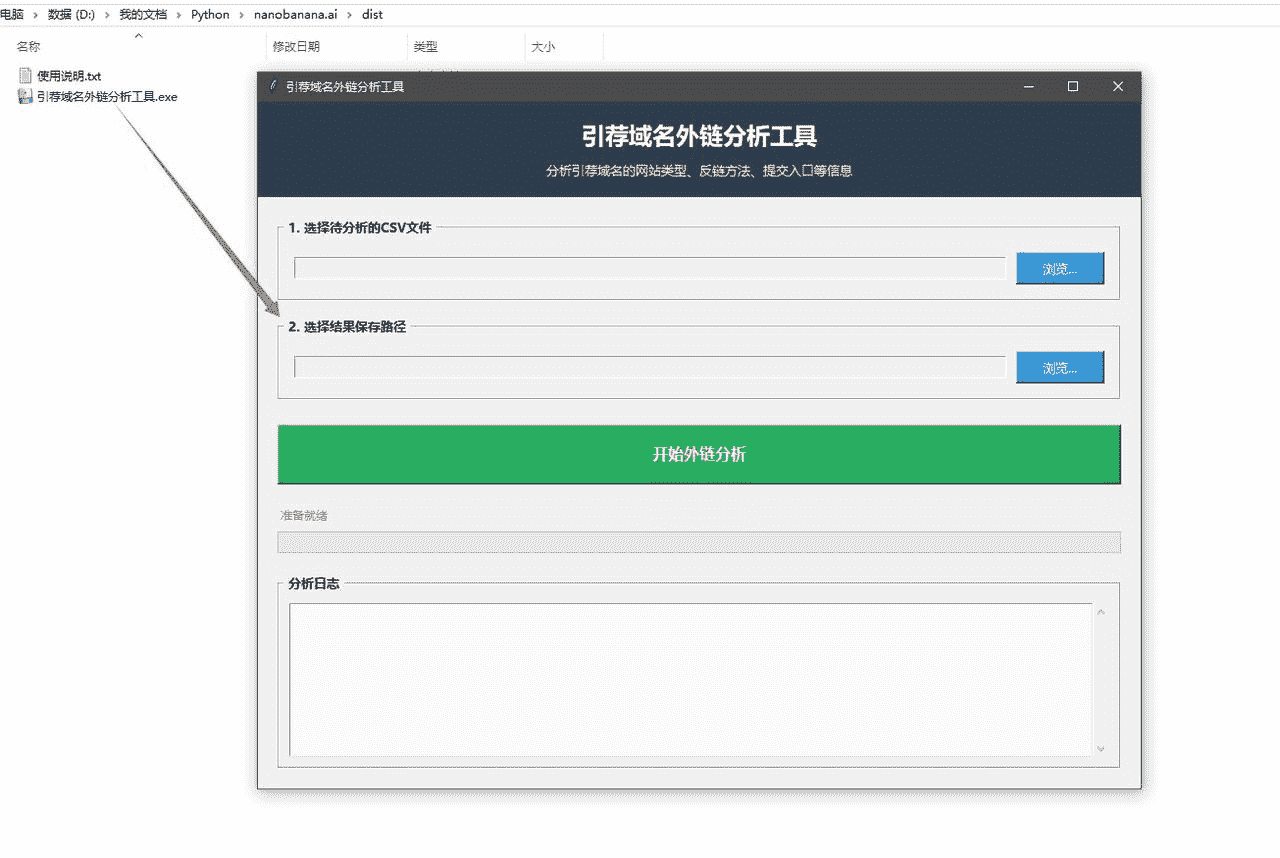 电脑 › 数据 (D:) › 我的文档 › Python › nanobanana.ai › dist
名称 修改日期 类型 大小
使用说明.txt
引荐域名外链分析工具.exe
引荐域名外链分析工具
引荐域名外链分析工具
分析引荐域名的网站类型、反链方法、提交入口等信息
1. 选择待分析的CSV文件
浏览...
2. 选择结果保存路径
浏览...
开始外链分析
准备就绪
分析日志